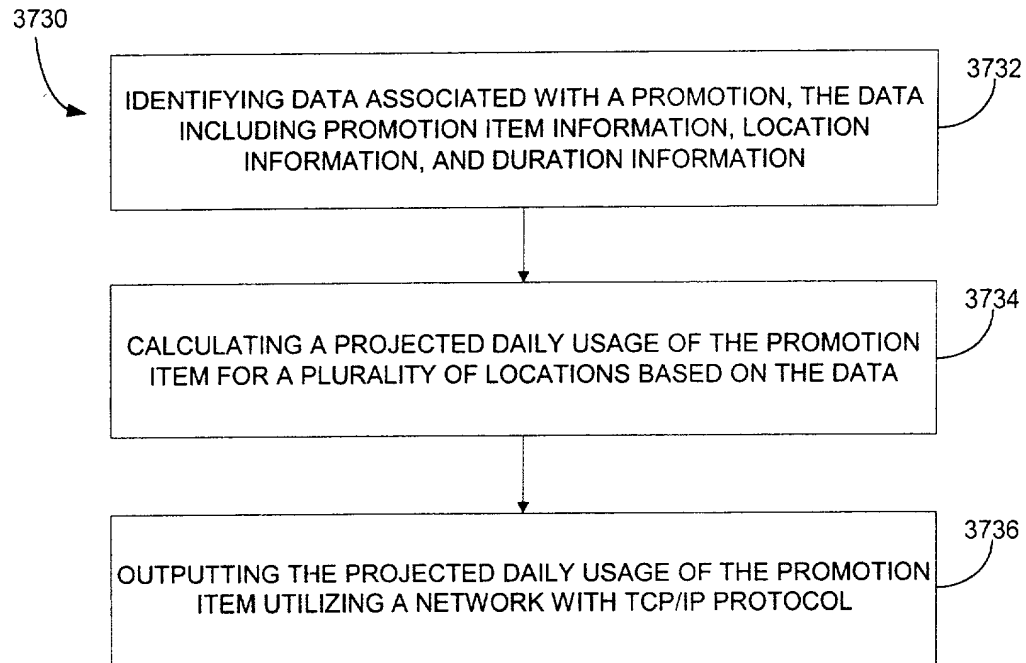 3730
3732
IDENTIFYING DATA ASSOCIATED WITH A PROMOTION, THE DATA
INCLUDING PROMOTION ITEM INFORMATION, LOCATION
INFORMATION, AND DURATION INFORMATION
3734
CALCULATING A PROJECTED DAILY USAGE OF THE PROMOTION
ITEM FOR A PLURALITY OF LOCATIONS BASED ON THE DATA
3736
OUTPUTTING THE PROJECTED DAILY USAGE OF THE PROMOTION
ITEM UTILIZING A NETWORK WITH TCP/IP PROTOCOL